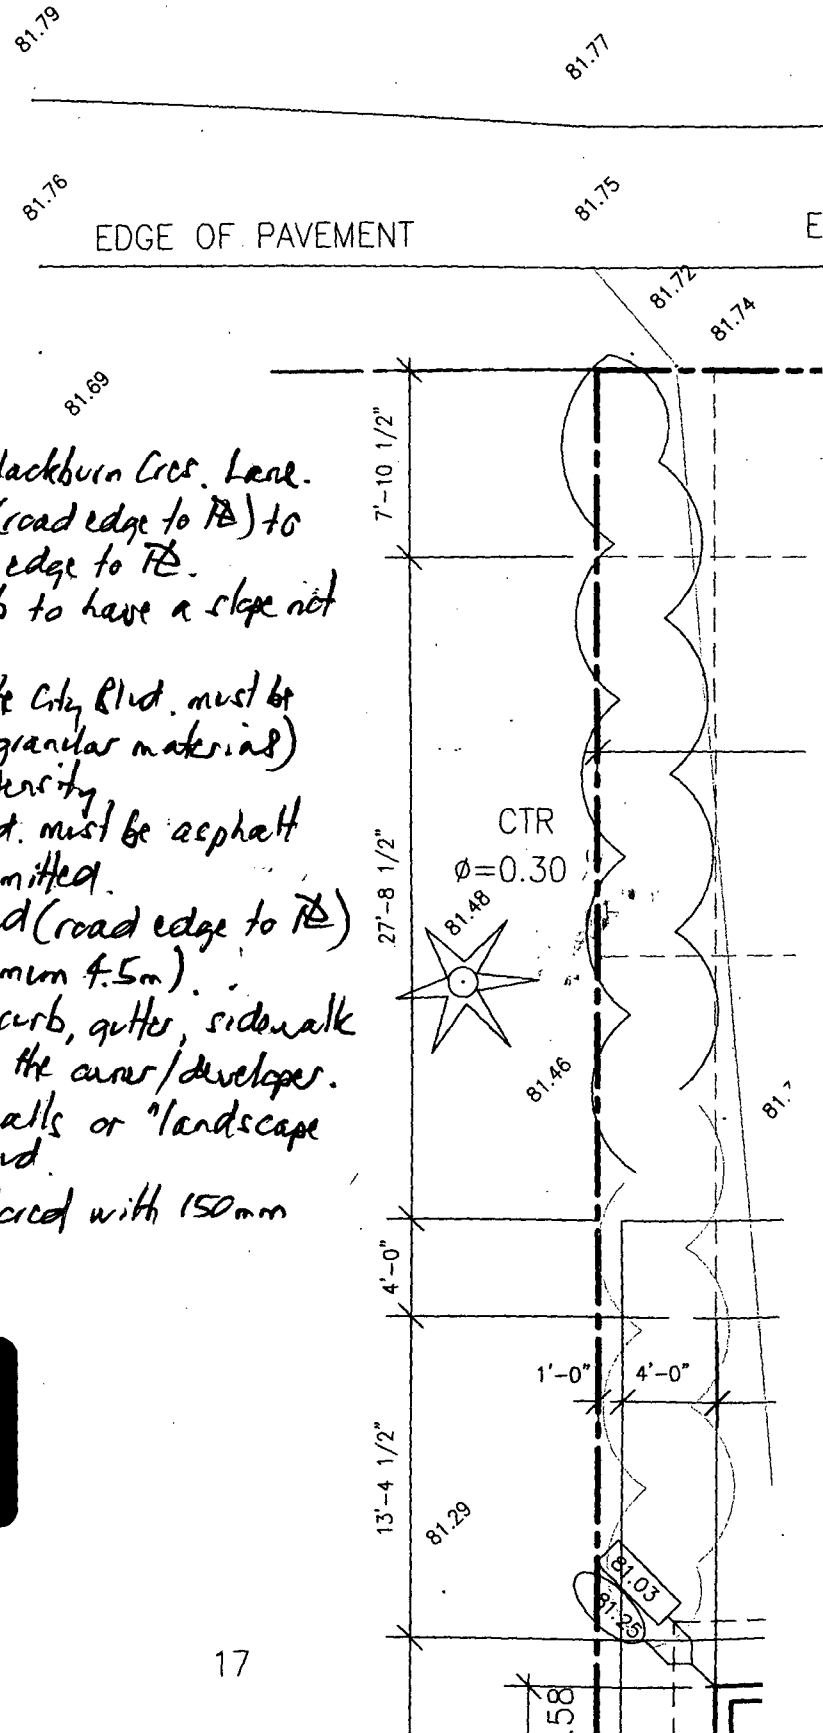 81.79
81.77
81.76
81.75
EDGE OF PAVEMENT
E
81.72
81.74
81.69
7'-10 1/2"
lackburn Cres. Lane.
(road edge to PL) to
edge to PL.
to have a slope not
City Blvd. must be
granular materials)
ensity
must be asphalt
mitted.
d (road edge to PL)
mum 4.5m).
curb, gutter, sidewalk
the owner/developer.
alls or "landscape
vd.
aced with 150mm
CTR
ø=0.30
27'-8 1/2"
81.48
81.46
81.
4'-0"
1'-0"
4'-0"
13'-4 1/2"
81.29
81.03
81.25
17
.58